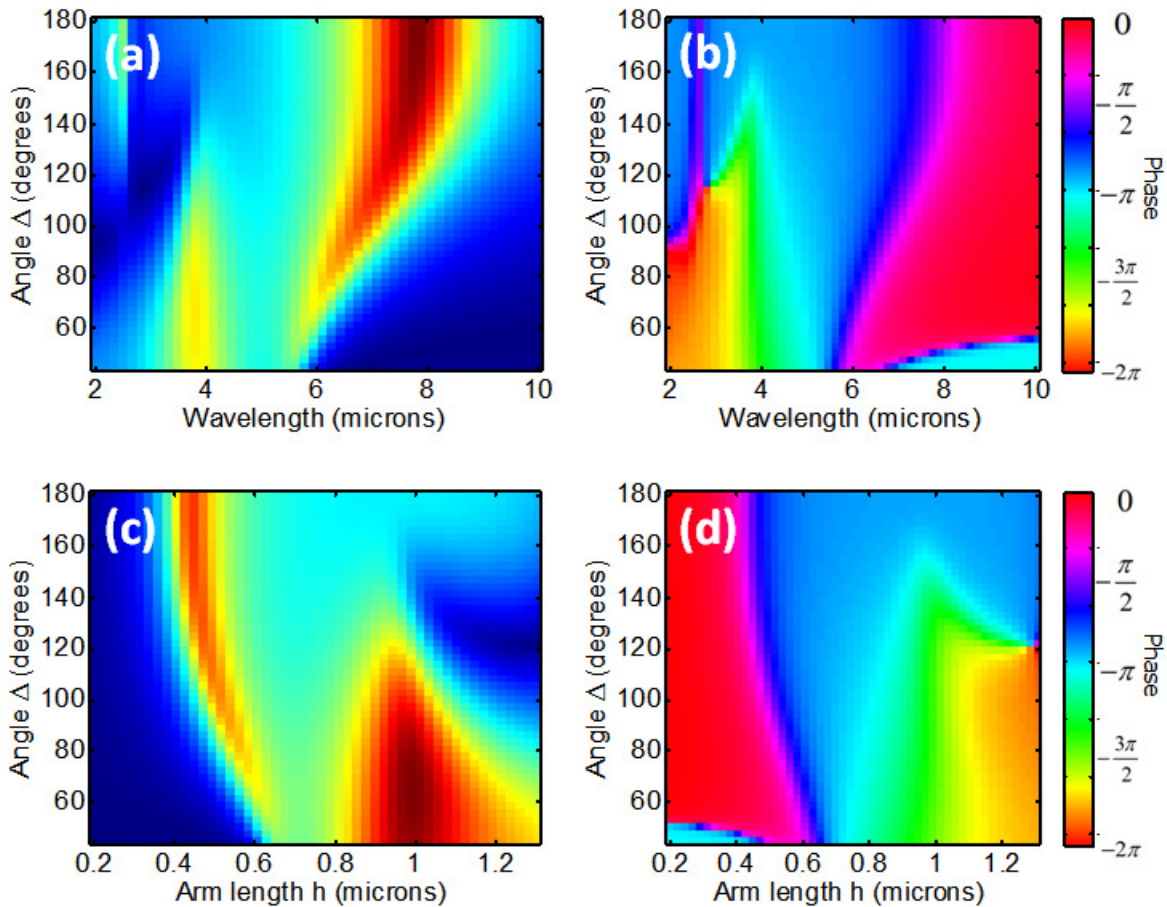 (a)
180
160
140
120
100
80
60
Angle Δ (degrees)
2 4 6 8 10
Wavelength (microns)
(b)
180
160
140
120
100
80
60
Angle Δ (degrees)
2 4 6 8 10
Wavelength (microns)
0
−π/2
−π
−3π/2
−2π
Phase
(c)
180
160
140
120
100
80
60
Angle Δ (degrees)
0.2 0.4 0.6 0.8 1 1.2
Arm length h (microns)
(d)
180
160
140
120
100
80
60
Angle Δ (degrees)
0.2 0.4 0.6 0.8 1 1.2
Arm length h (microns)
0
−π/2
−π
−3π/2
−2π
Phase